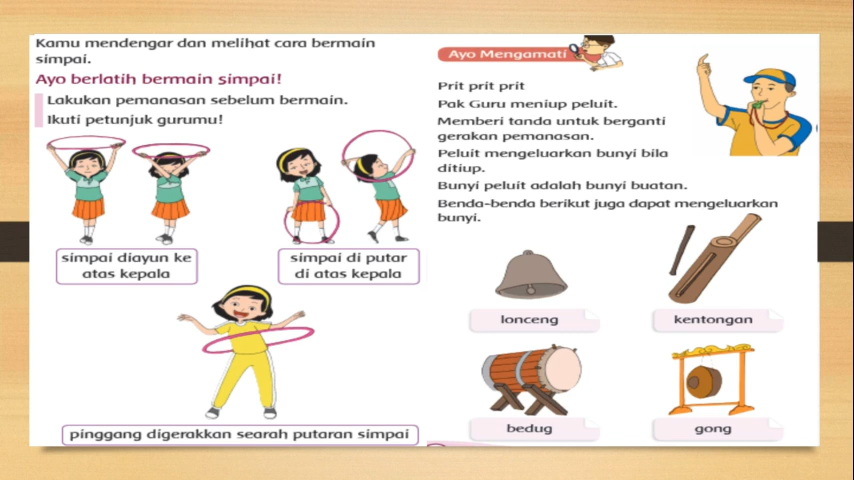 Kamu mendengar dan melihat cara bermain
simpai.
Ayo berlatih bermain simpai!
Lakukan pemanasan sebelum bermain.
Ikuti petunjuk gurumu!
simpai diayun ke
atas kepala
simpai di putar
di atas kepala
pinggang digerakkan searah putaran simpai
Ayo Mengamati
Prit prit prit
Pak Guru meniup peluit.
Memberi tanda untuk berganti
gerakan pemanasan.
Peluit mengeluarkan bunyi bila
ditiup.
Bunyi peluit adalah bunyi buatan.
Benda-benda berikut juga dapat mengeluarkan
bunyi.
lonceng
kentongan
bedug
gong